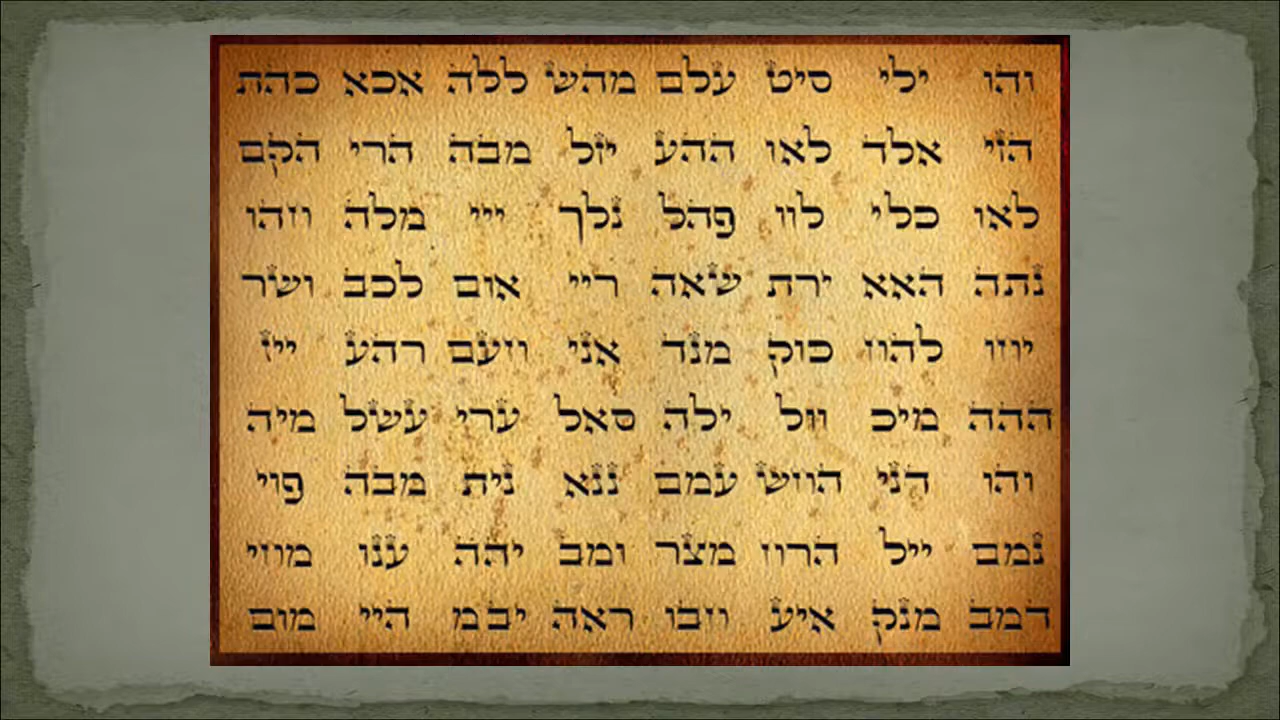 והו ילי סיט עלם מהש ללה אכא כהת
הזי אלד לאו ההע יזל מבה הרי הקם
לאו כלי לוו פהל נלך ייי מלה חהו
נתה האא ירת שאה ריי אום לכב ושר
יחו להח כוק מנד אני חעם רהע ייז
ההה מיכ וול ילה סאל ערי עשל מיה
והו דני החש עמם ננא נית מבה פוי
נמם ייל הרח מצר ומב יהה ענו מחי
דמב מנק איע חבו ראה יבמ היי מום